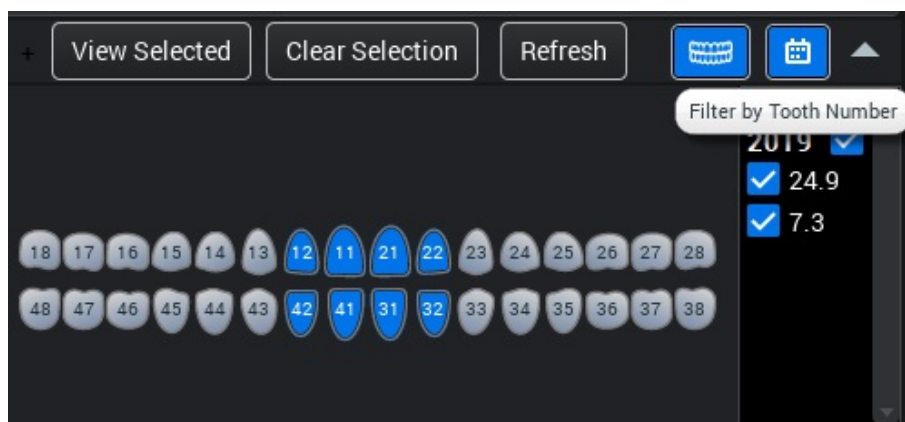 + View Selected Clear Selection Refresh
Filter by Tooth Number
2019
24.9
7.3
18 17 16 15 14 13 12 11 21 22 23 24 25 26 27 28
48 47 46 45 44 43 42 41 31 32 33 34 35 36 37 38